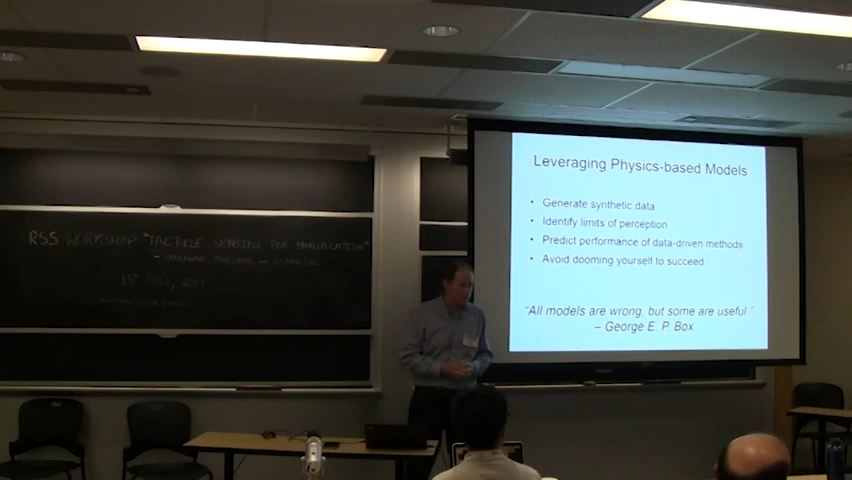 RSS WORKSHOP "TACTILE SENSING FOR MANIPULATION"
15th JULY, 2017
Leveraging Physics-based Models
• Generate synthetic data
• Identify limits of perception
• Predict performance of data-driven methods
• Avoid dooming yourself to succeed
"All models are wrong, but some are useful."
– George E. P. Box